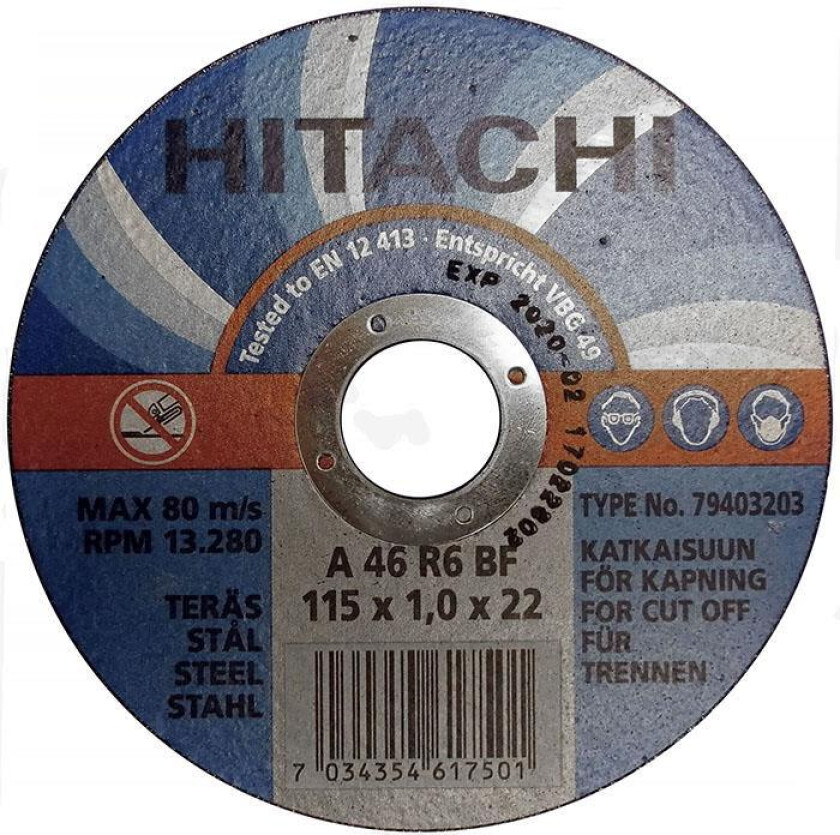 HITACHI
Tested to EN 12 413 · Entspricht VBG 49
EXP 2020-02 17082802
MAX 80 m/s
RPM 13.280
TYPE No. 79403203
A 46 R6 BF
115 x 1,0 x 22
TERÄS
STÅL
STEEL
STAHL
KATKAISUUN
FÖR KAPNING
FOR CUT OFF
FÜR
TRENNEN
7 034354 617501